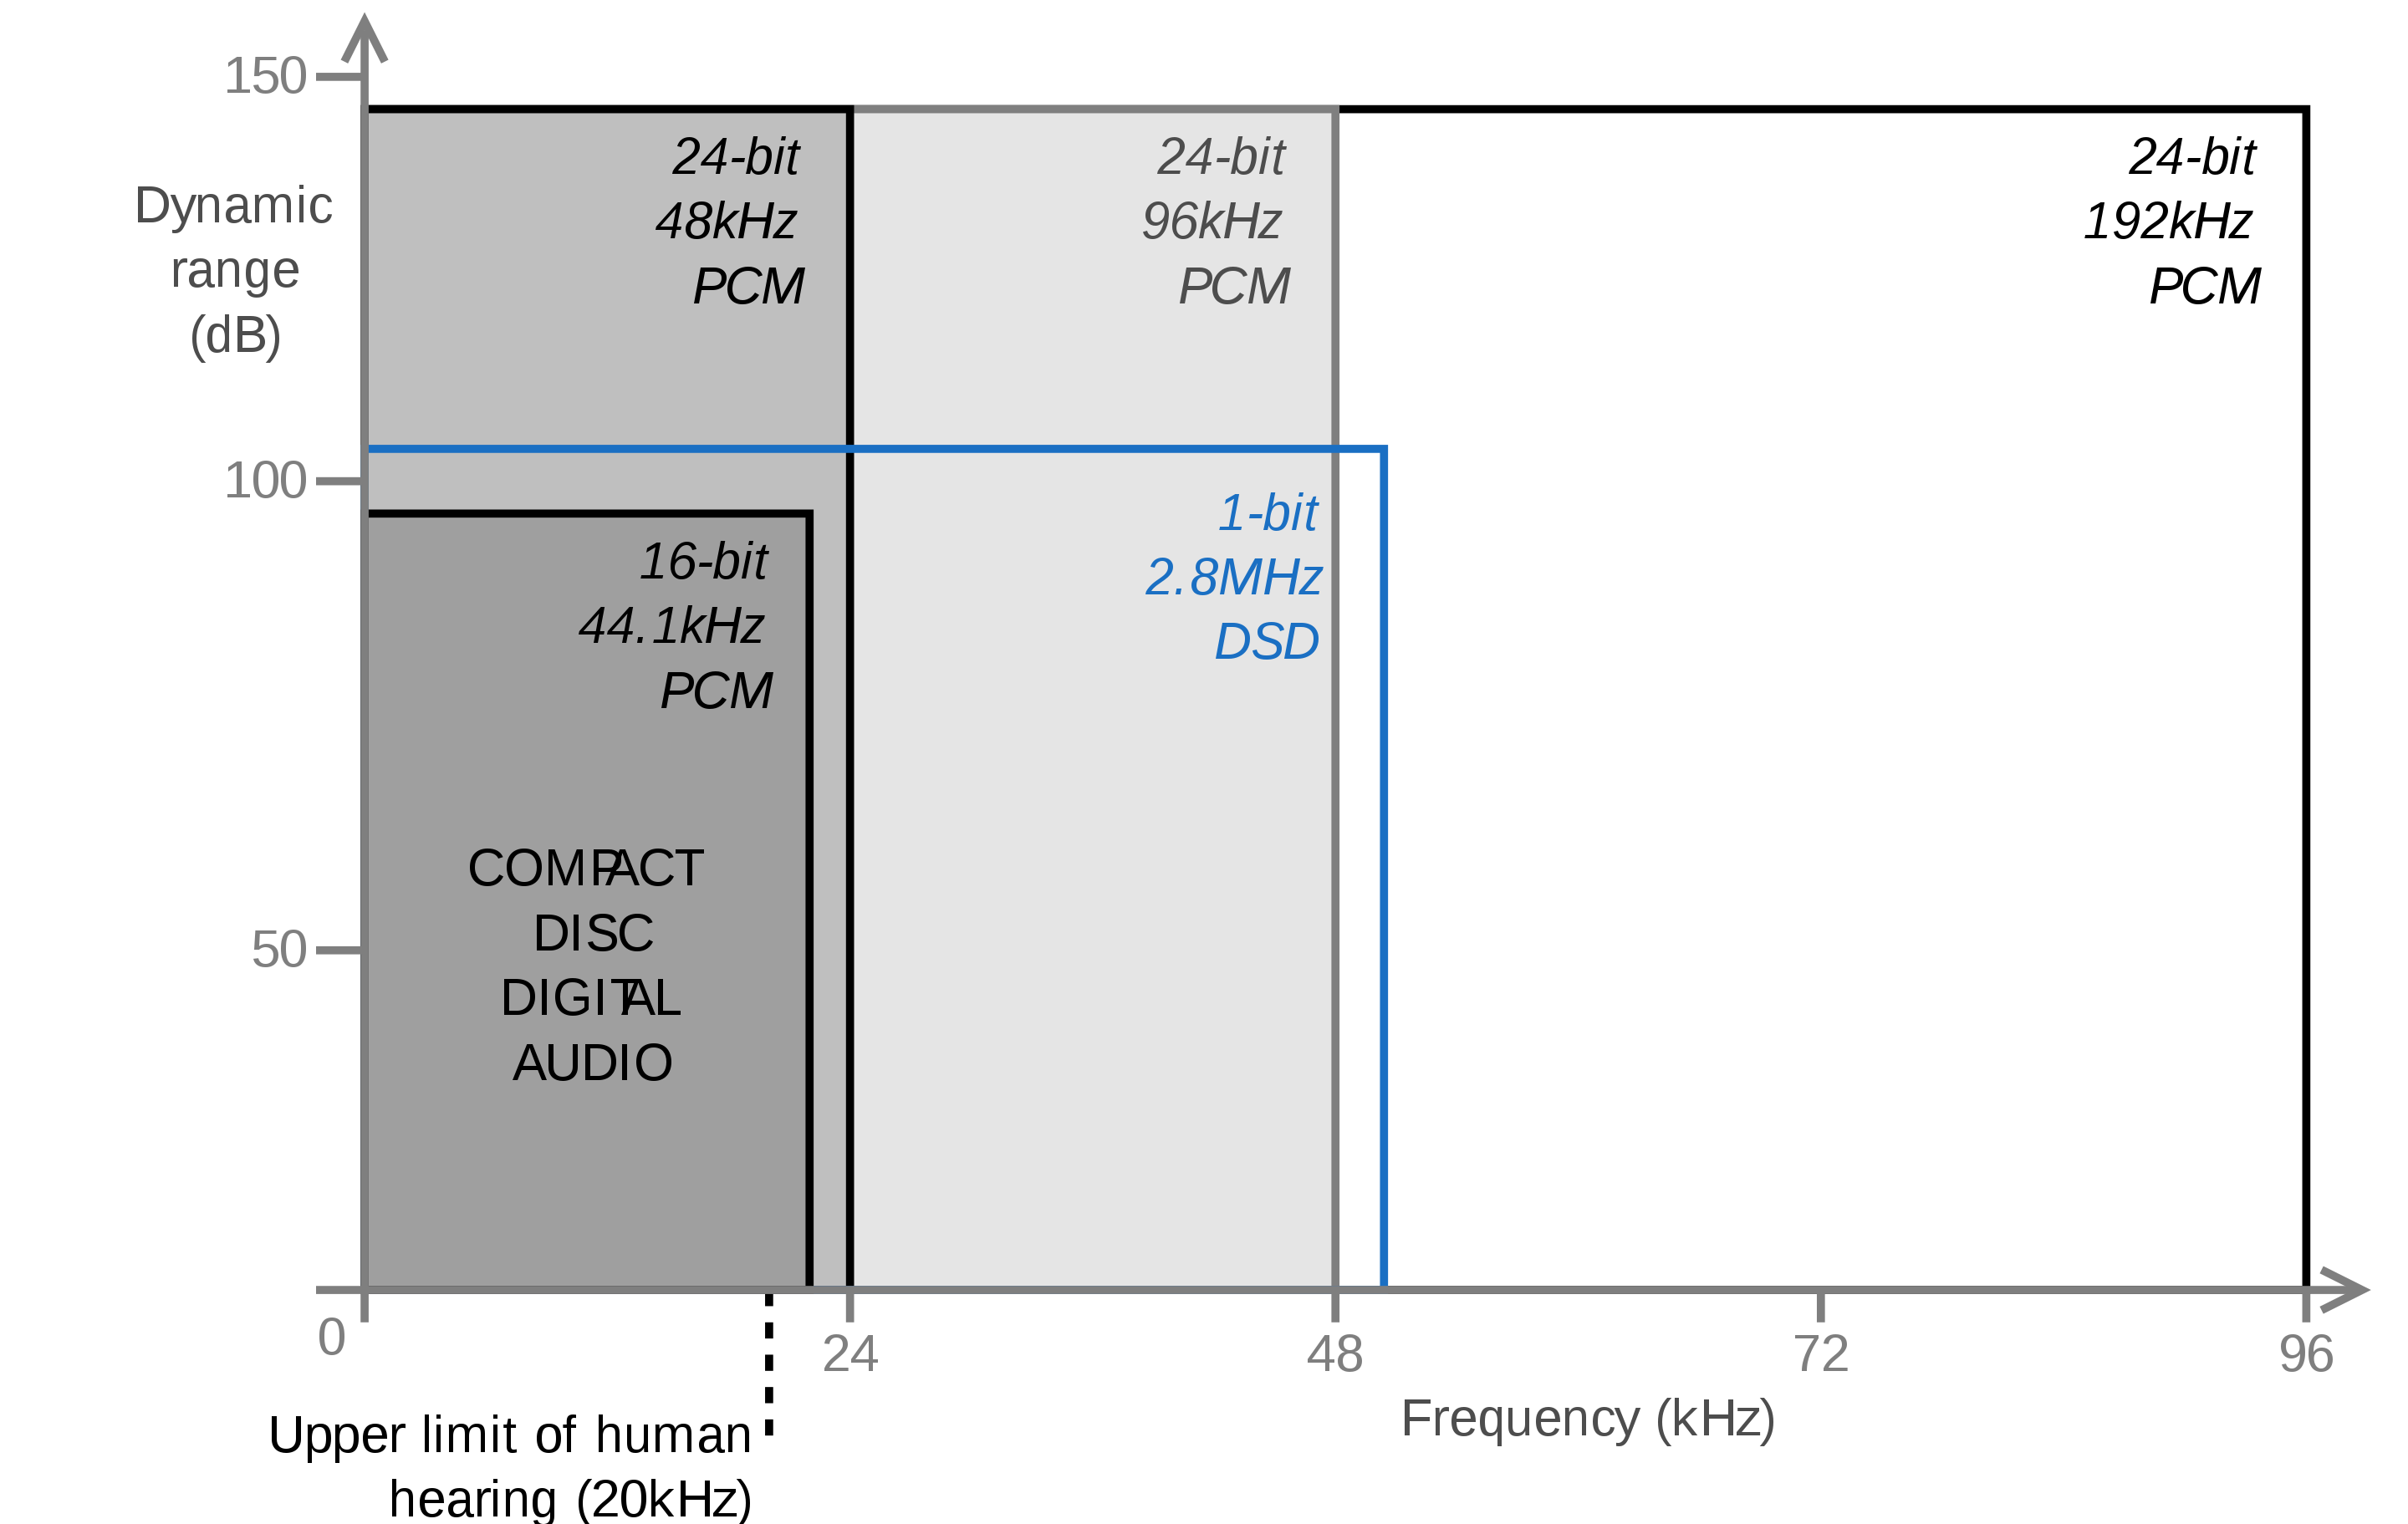 150
Dynamic
range
(dB)
100
50
0
24-bit
48kHz
PCM
24-bit
96kHz
PCM
24-bit
192kHz
PCM
16-bit
44.1kHz
PCM
1-bit
2.8MHz
DSD
COMPACT
DISC
DIGITAL
AUDIO
24
48
72
96
Frequency (kHz)
Upper limit of human
hearing (20kHz)